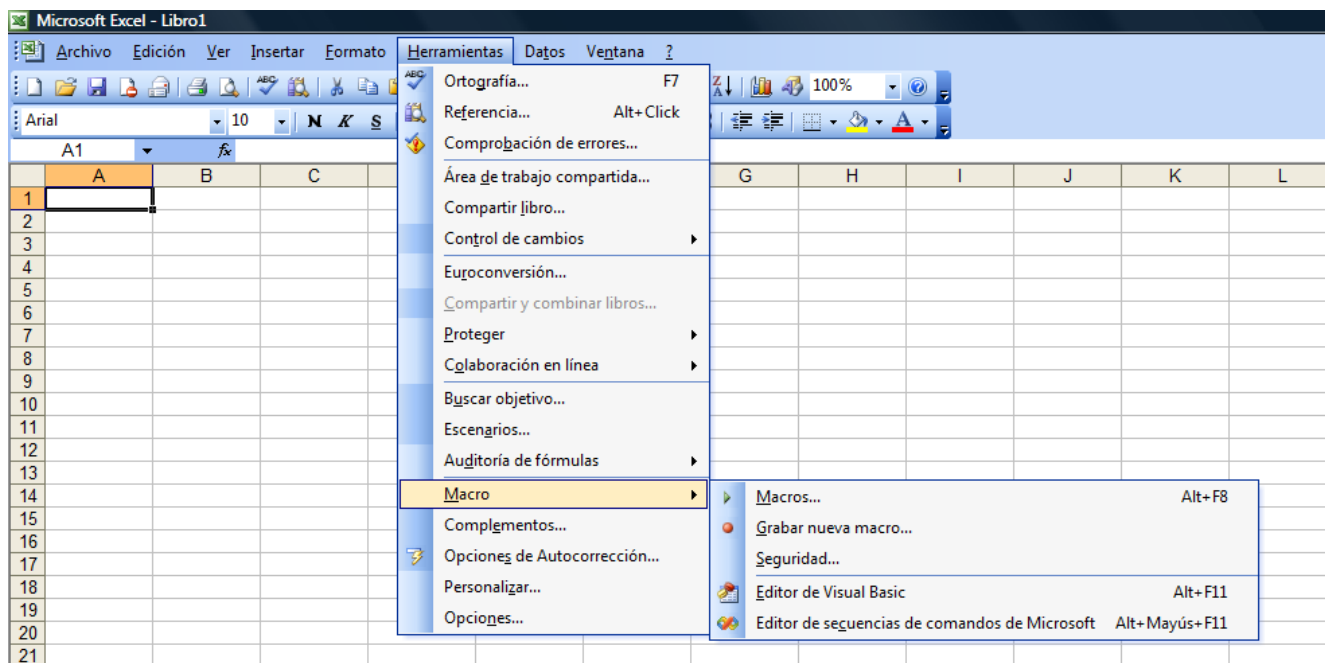 Microsoft Excel - Libro1
Archivo Edición Ver Insertar Formato Herramientas Datos Ventana ?
100%
Arial 10 N K S A
A1 fx
A B C G H I J K L
1
2
3
4
5
6
7
8
9
10
11
12
13
14
15
16
17
18
19
20
21
Ortografía... F7
Referencia... Alt+Click
Comprobación de errores...
Área de trabajo compartida...
Compartir libro...
Control de cambios
Euroconversión...
Compartir y combinar libros...
Proteger
Colaboración en línea
Buscar objetivo...
Escenarios...
Auditoría de fórmulas
Macro
Complementos...
Opciones de Autocorrección...
Personalizar...
Opciones...
Macros... Alt+F8
Grabar nueva macro...
Seguridad...
Editor de Visual Basic Alt+F11
Editor de secuencias de comandos de Microsoft Alt+Mayús+F11